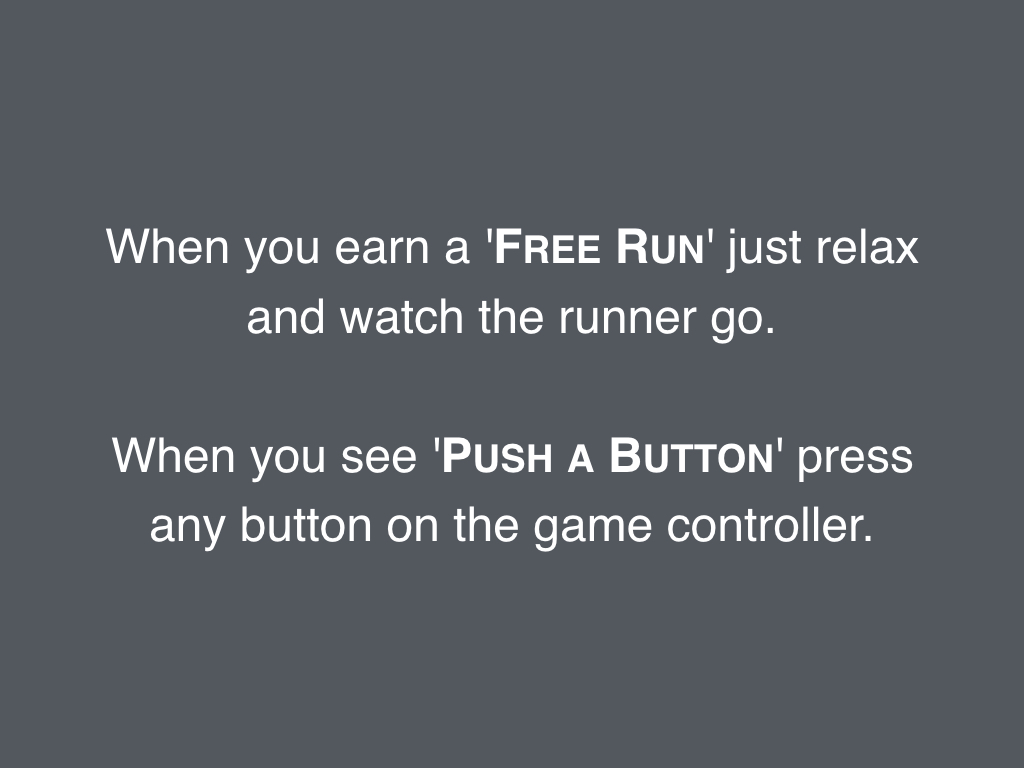 When you earn a 'FREE RUN' just relax
and watch the runner go.
When you see 'PUSH A BUTTON' press
any button on the game controller.